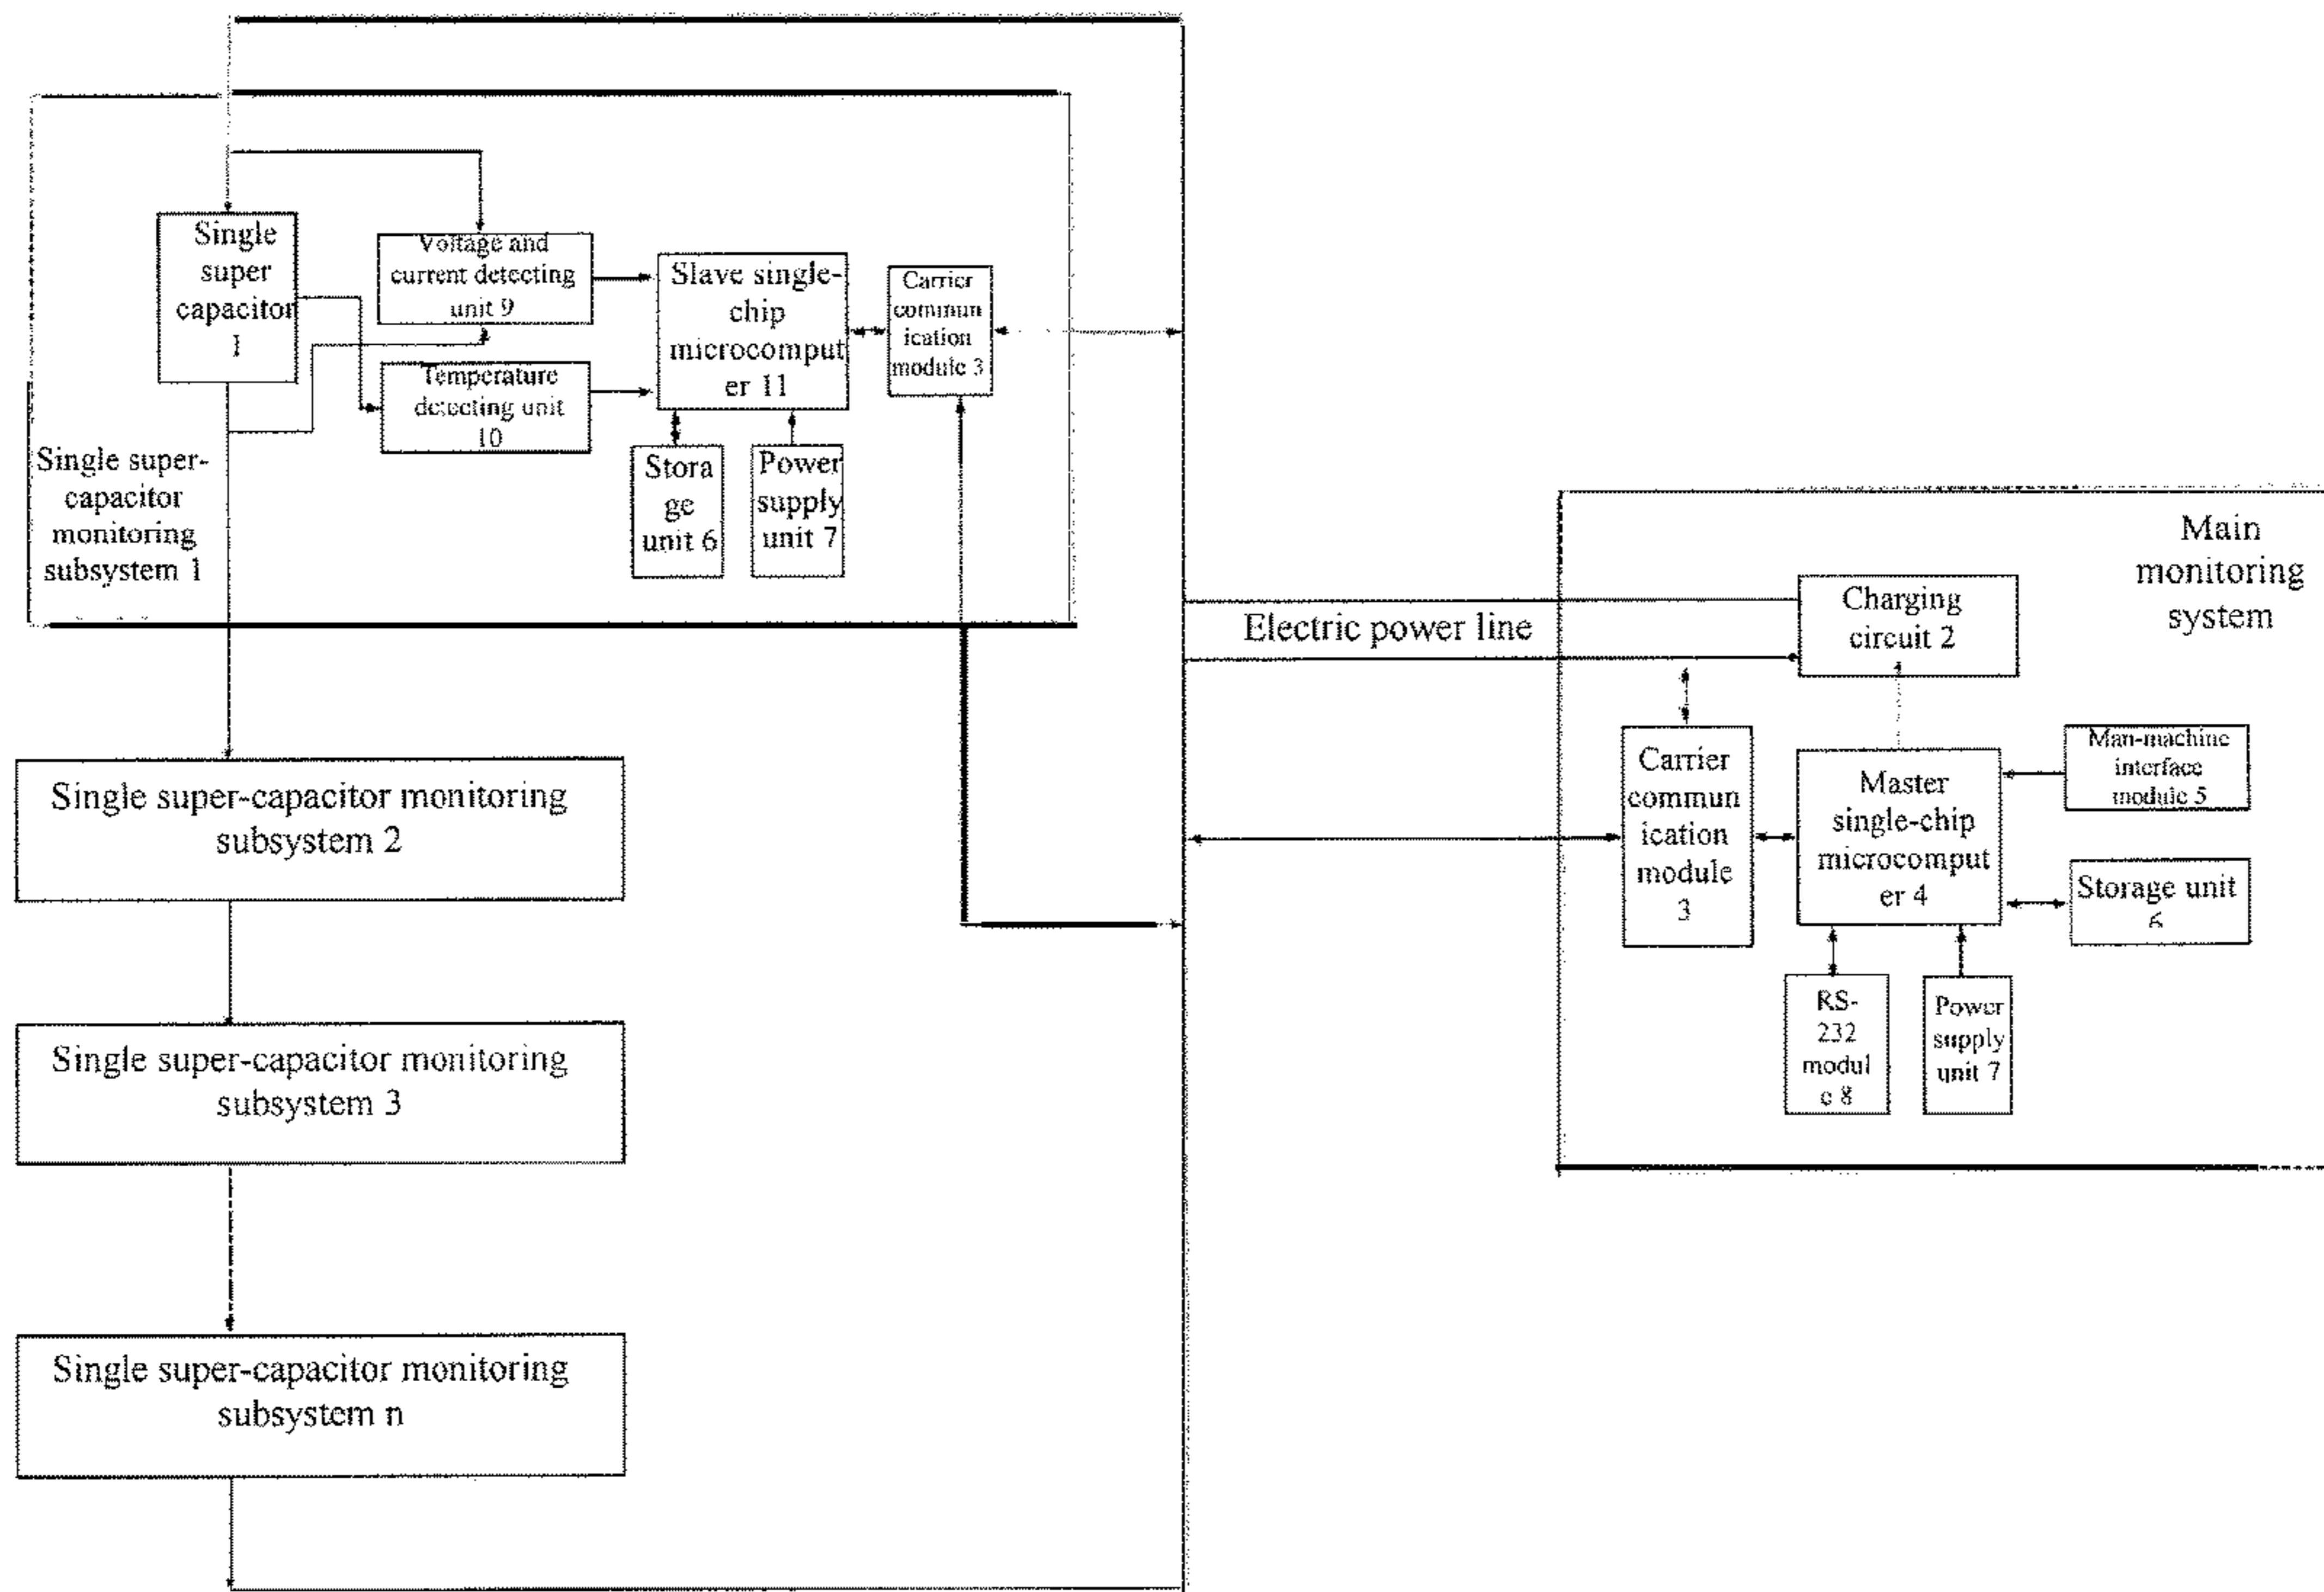 Single
super
capacitor
1
Voltage and
current detecting
unit 9
Temperature
detecting unit
10
Slave single-
chip
microcomput
er 11
Carrier
commun
ication
module 3
Stora
ge
unit 6
Power
supply
unit 7
Single super-
capacitor
monitoring
subsystem 1
Single super-capacitor monitoring
subsystem 2
Single super-capacitor monitoring
subsystem 3
Single super-capacitor monitoring
subsystem n
Electric power line
Main
monitoring
system
Charging
circuit 2
Carrier
commun
ication
module
3
Master
single-chip
microcomput
er 4
Man-machine
interface
module 5
Storage unit
6
RS-
232
modul
e 8
Power
supply
unit 7